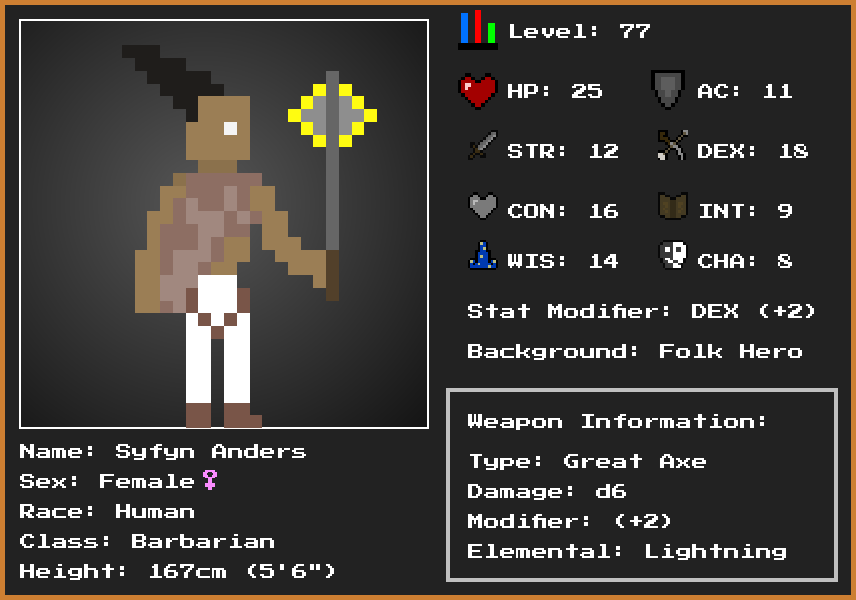 Level: 77
HP: 25
AC: 11
STR: 12
DEX: 18
CON: 16
INT: 9
WIS: 14
CHA: 8
Stat Modifier: DEX (+2)
Background: Folk Hero
Weapon Information:
Type: Great Axe
Damage: d6
Modifier: (+2)
Elemental: Lightning
Name: Syfyn Anders
Sex: Female♀
Race: Human
Class: Barbarian
Height: 167cm (5'6")